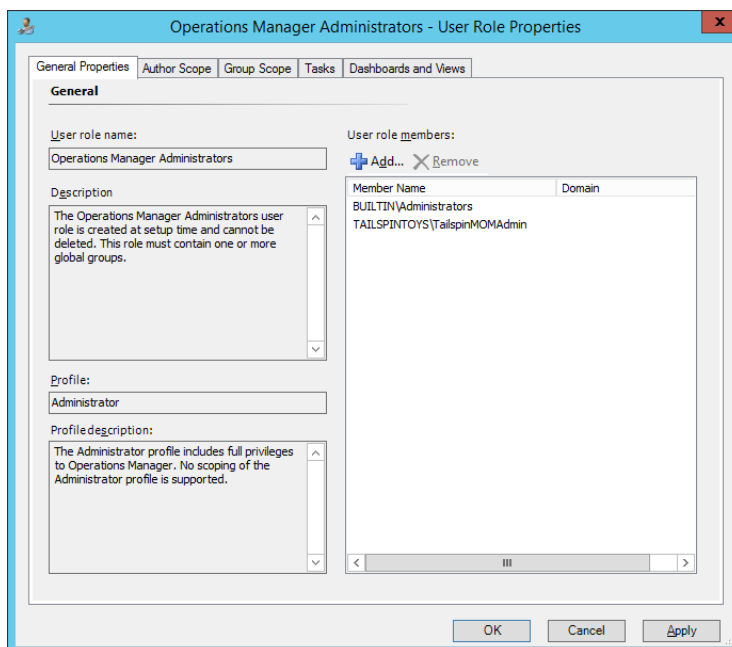 Operations Manager Administrators - User Role Properties
x
General Properties
Author Scope
Group Scope
Tasks
Dashboards and Views
General
User role name:
Operations Manager Administrators
Description
The Operations Manager Administrators user
role is created at setup time and cannot be
deleted. This role must contain one or more
global groups.
Profile:
Administrator
Profile description:
The Administrator profile includes full privileges
to Operations Manager. No scoping of the
Administrator profile is supported.
User role members:
Add... Remove
Member Name Domain
BUILTIN\Administrators
TAILSPINTOYS\TailspinMOMAdmin
OK
Cancel
Apply